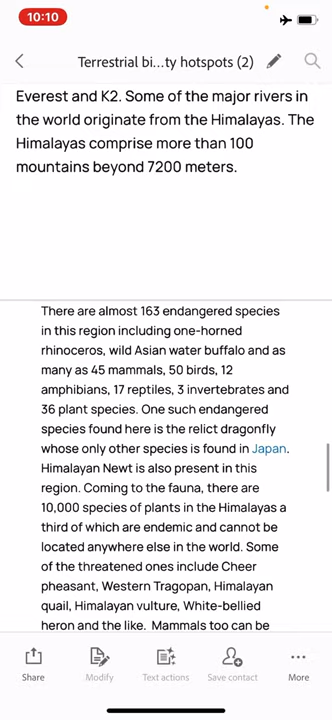 10:10
Terrestrial bi...ty hotspots (2)
Everest and K2. Some of the major rivers in
the world originate from the Himalayas. The
Himalayas comprise more than 100
mountains beyond 7200 meters.
There are almost 163 endangered species
in this region including one-horned
rhinoceros, wild Asian water buffalo and as
many as 45 mammals, 50 birds, 12
amphibians, 17 reptiles, 3 invertebrates and
36 plant species. One such endangered
species found here is the relict dragonfly
whose only other species is found in Japan.
Himalayan Newt is also present in this
region. Coming to the fauna, there are
10,000 species of plants in the Himalayas a
third of which are endemic and cannot be
located anywhere else in the world. Some
of the threatened ones include Cheer
pheasant, Western Tragopan, Himalayan
quail, Himalayan vulture, White-bellied
heron and the like. Mammals too can be
Share
Modify
Text actions
Save contact
More